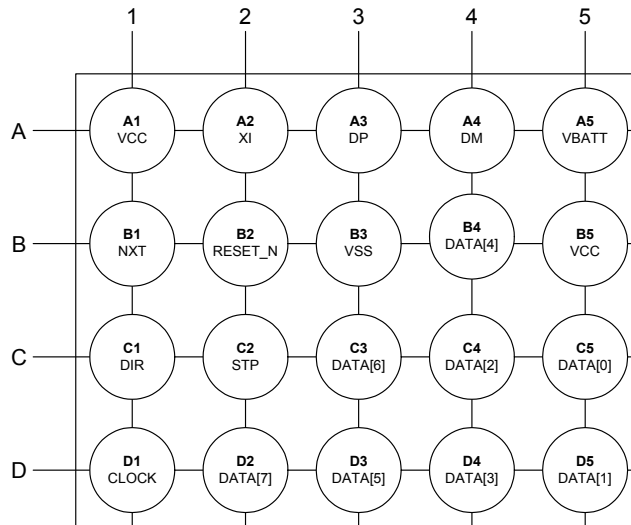 1 2 3 4 5
A
A1 A2 A3 A4 A5
VCC XI DP DM VBATT
B
B1 B2 B3 B4 B5
NXT RESET_N VSS DATA[4] VCC
C
C1 C2 C3 C4 C5
DIR STP DATA[6] DATA[2] DATA[0]
D
D1 D2 D3 D4 D5
CLOCK DATA[7] DATA[5] DATA[3] DATA[1]